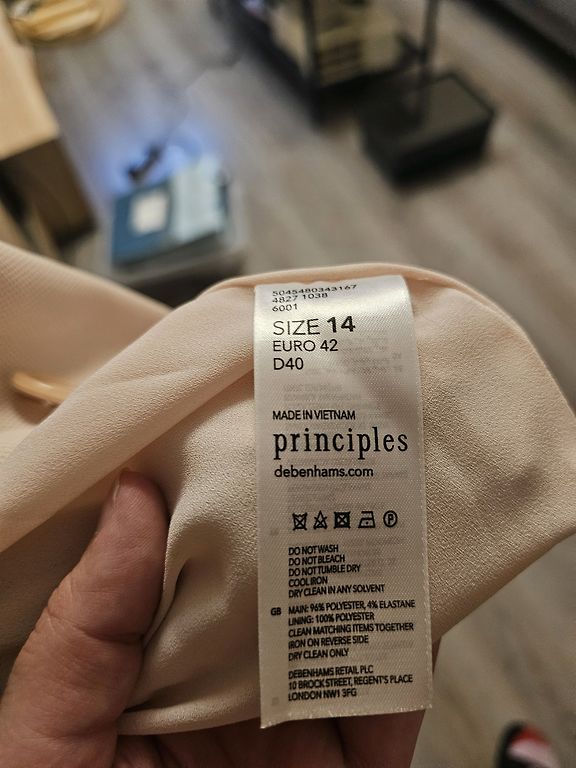 5045480343167
4827 1038
6001
SIZE 14
EURO 42
D40
MADE IN VIETNAM
principles
debenhams.com
P
DO NOT WASH
DO NOT BLEACH
DO NOT TUMBLE DRY
COOL IRON
DRY CLEAN IN ANY SOLVENT
GB MAIN: 96% POLYESTER, 4% ELASTANE
LINING: 100% POLYESTER
CLEAN MATCHING ITEMS TOGETHER
IRON ON REVERSE SIDE
DRY CLEAN ONLY
DEBENHAMS RETAIL PLC
10 BROCK STREET, REGENT'S PLACE
LONDON NW1 3FG